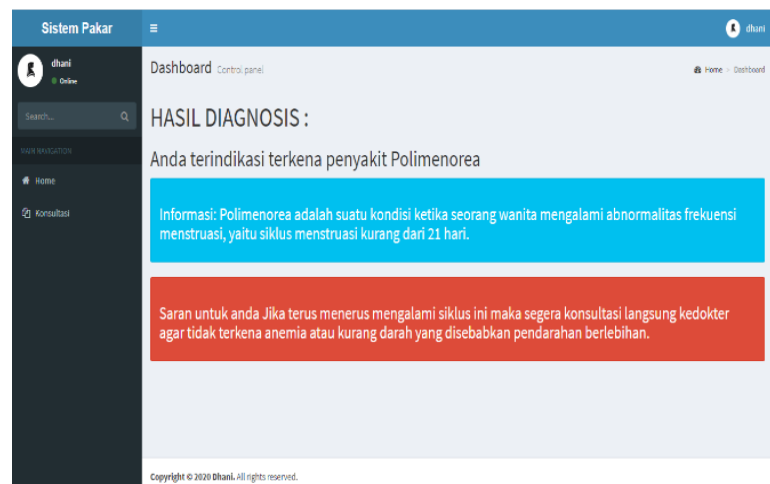 Sistem Pakar
dhani
dhani
Online
Dashboard Control panel
Home > Dashboard
Search...
MAIN NAVIGATION
Home
Konsultasi
HASIL DIAGNOSIS :
Anda terindikasi terkena penyakit Polimenorea
Informasi: Polimenorea adalah suatu kondisi ketika seorang wanita mengalami abnormalitas frekuensi
menstruasi, yaitu siklus menstruasi kurang dari 21 hari.
Saran untuk anda Jika terus menerus mengalami siklus ini maka segera konsultasi langsung kedokter
agar tidak terkena anemia atau kurang darah yang disebabkan pendarahan berlebihan.
Copyright © 2020 Dhani. All rights reserved.